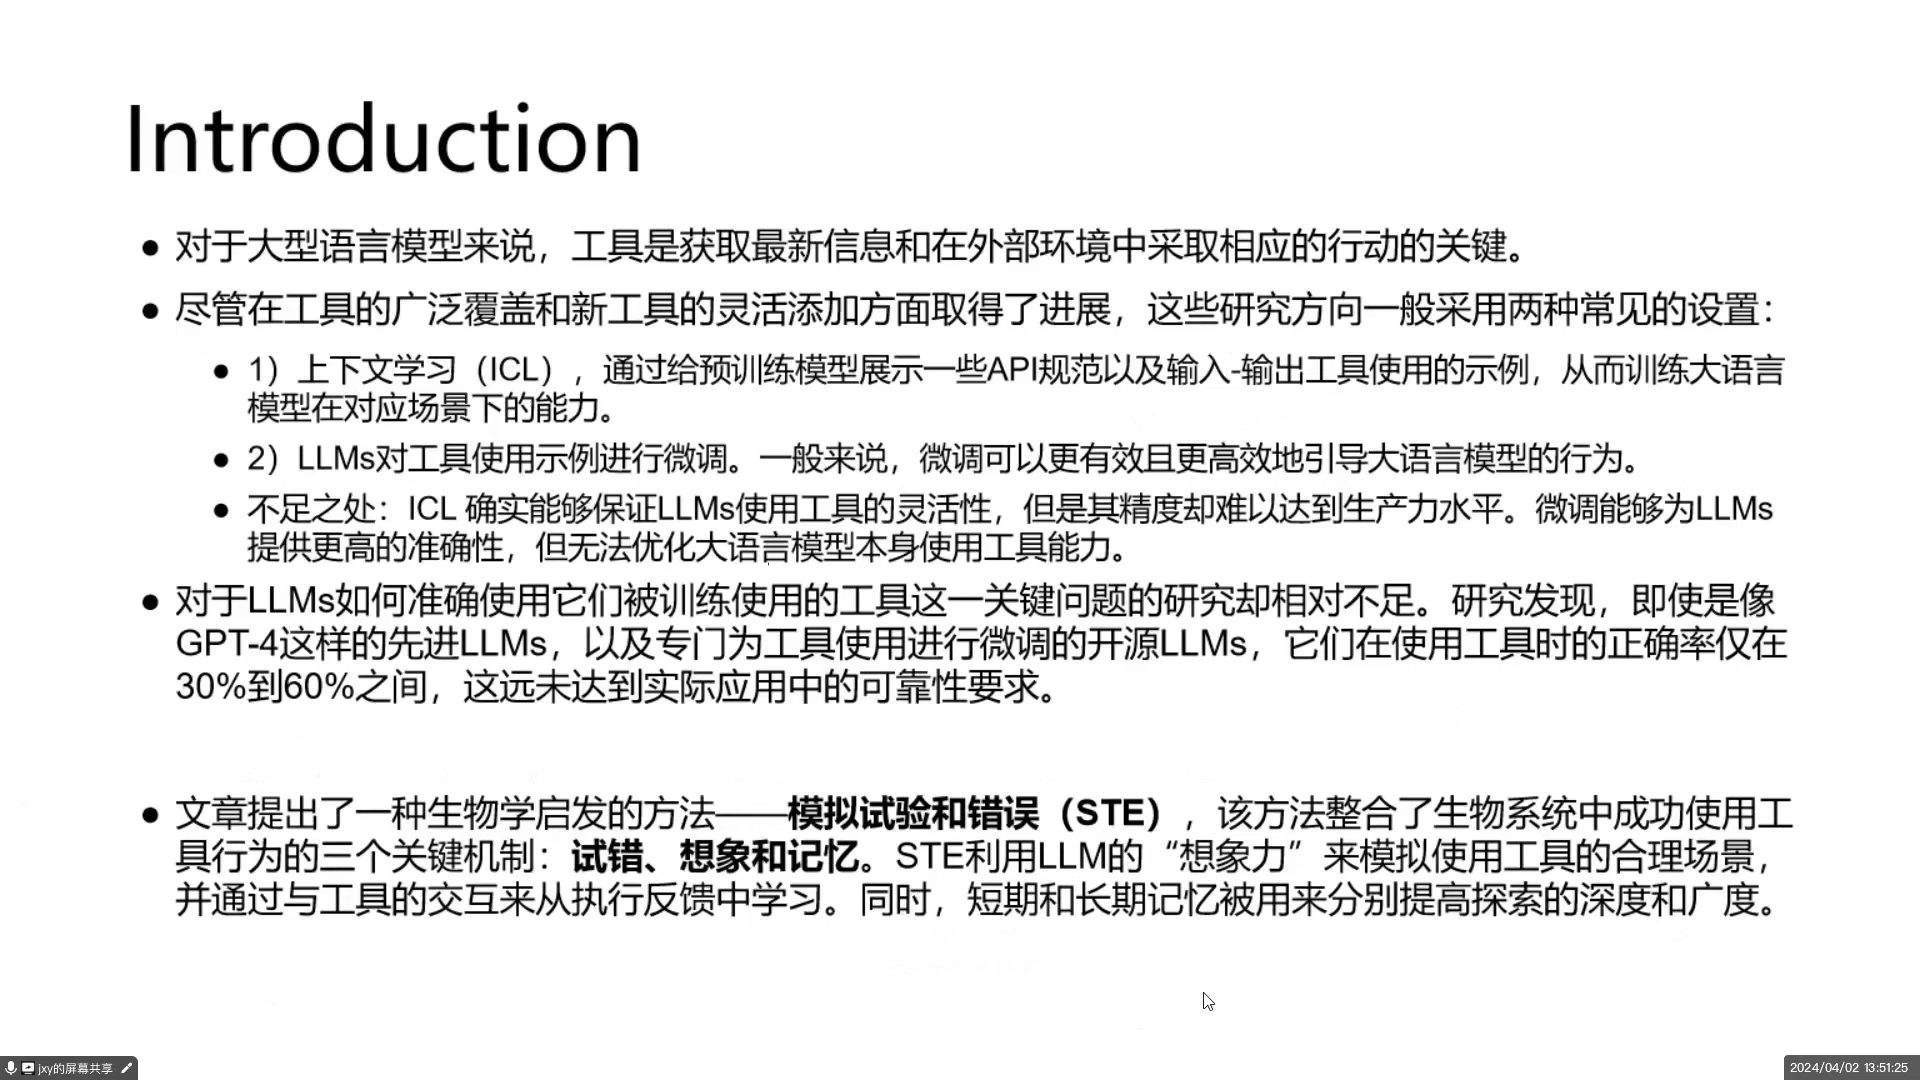 Introduction
● 对于大型语言模型来说，工具是获取最新信息和在外部环境中采取相应的行动的关键。
● 尽管在工具的广泛覆盖和新工具的灵活添加方面取得了进展，这些研究方向一般采用两种常见的设置：
● 1）上下文学习（ICL），通过给预训练模型展示一些API规范以及输入-输出工具使用的示例，从而训练大语言
模型在对应场景下的能力。
● 2）LLMs对工具使用示例进行微调。一般来说，微调可以更有效且更高效地引导大语言模型的行为。
● 不足之处：ICL 确实能够保证LLMs使用工具的灵活性，但是其精度却难以达到生产力水平。微调能够为LLMs
提供更高的准确性，但无法优化大语言模型本身使用工具能力。
● 对于LLMs如何准确使用它们被训练使用的工具这一关键问题的研究却相对不足。研究发现，即使是像
GPT-4这样的先进LLMs，以及专门为工具使用进行微调的开源LLMs，它们在使用工具时的正确率仅在
30%到60%之间，这远未达到实际应用中的可靠性要求。
● 文章提出了一种生物学启发的方法——模拟试验和错误（STE），该方法整合了生物系统中成功使用工
具行为的三个关键机制：试错、想象和记忆。STE利用LLM的“想象力”来模拟使用工具的合理场景，
并通过与工具的交互来从执行反馈中学习。同时，短期和长期记忆被用来分别提高探索的深度和广度。
jxy的屏幕共享
2024/04/02 13:51:25